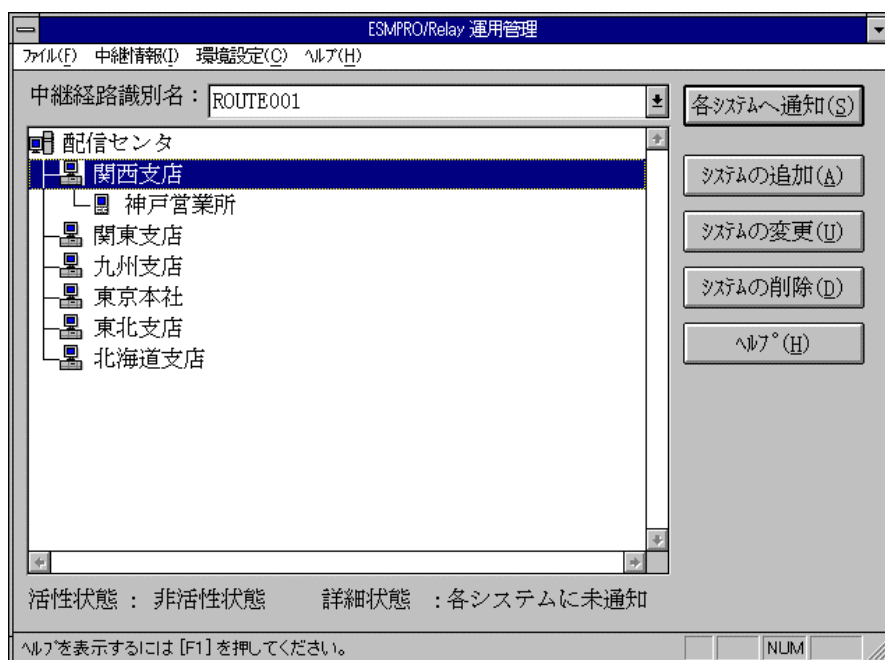 ESMPRO/Relay 運用管理
ﾌｧｲﾙ(F) 中継情報(I) 環境設定(C) ﾍﾙﾌﾟ(H)
中継経路識別名：ROUTE001
各ｼｽﾃﾑへ通知(S)
配信センタ
関西支店
ｼｽﾃﾑの追加(A)
神戸営業所
関東支店
ｼｽﾃﾑの変更(U)
九州支店
東京本社
ｼｽﾃﾑの削除(D)
東北支店
北海道支店
ﾍﾙﾌﾟ(H)
活性状態 : 非活性状態 詳細状態 :各システムに未通知
ﾍﾙﾌﾟを表示するには [F1] を押してください。 NUM